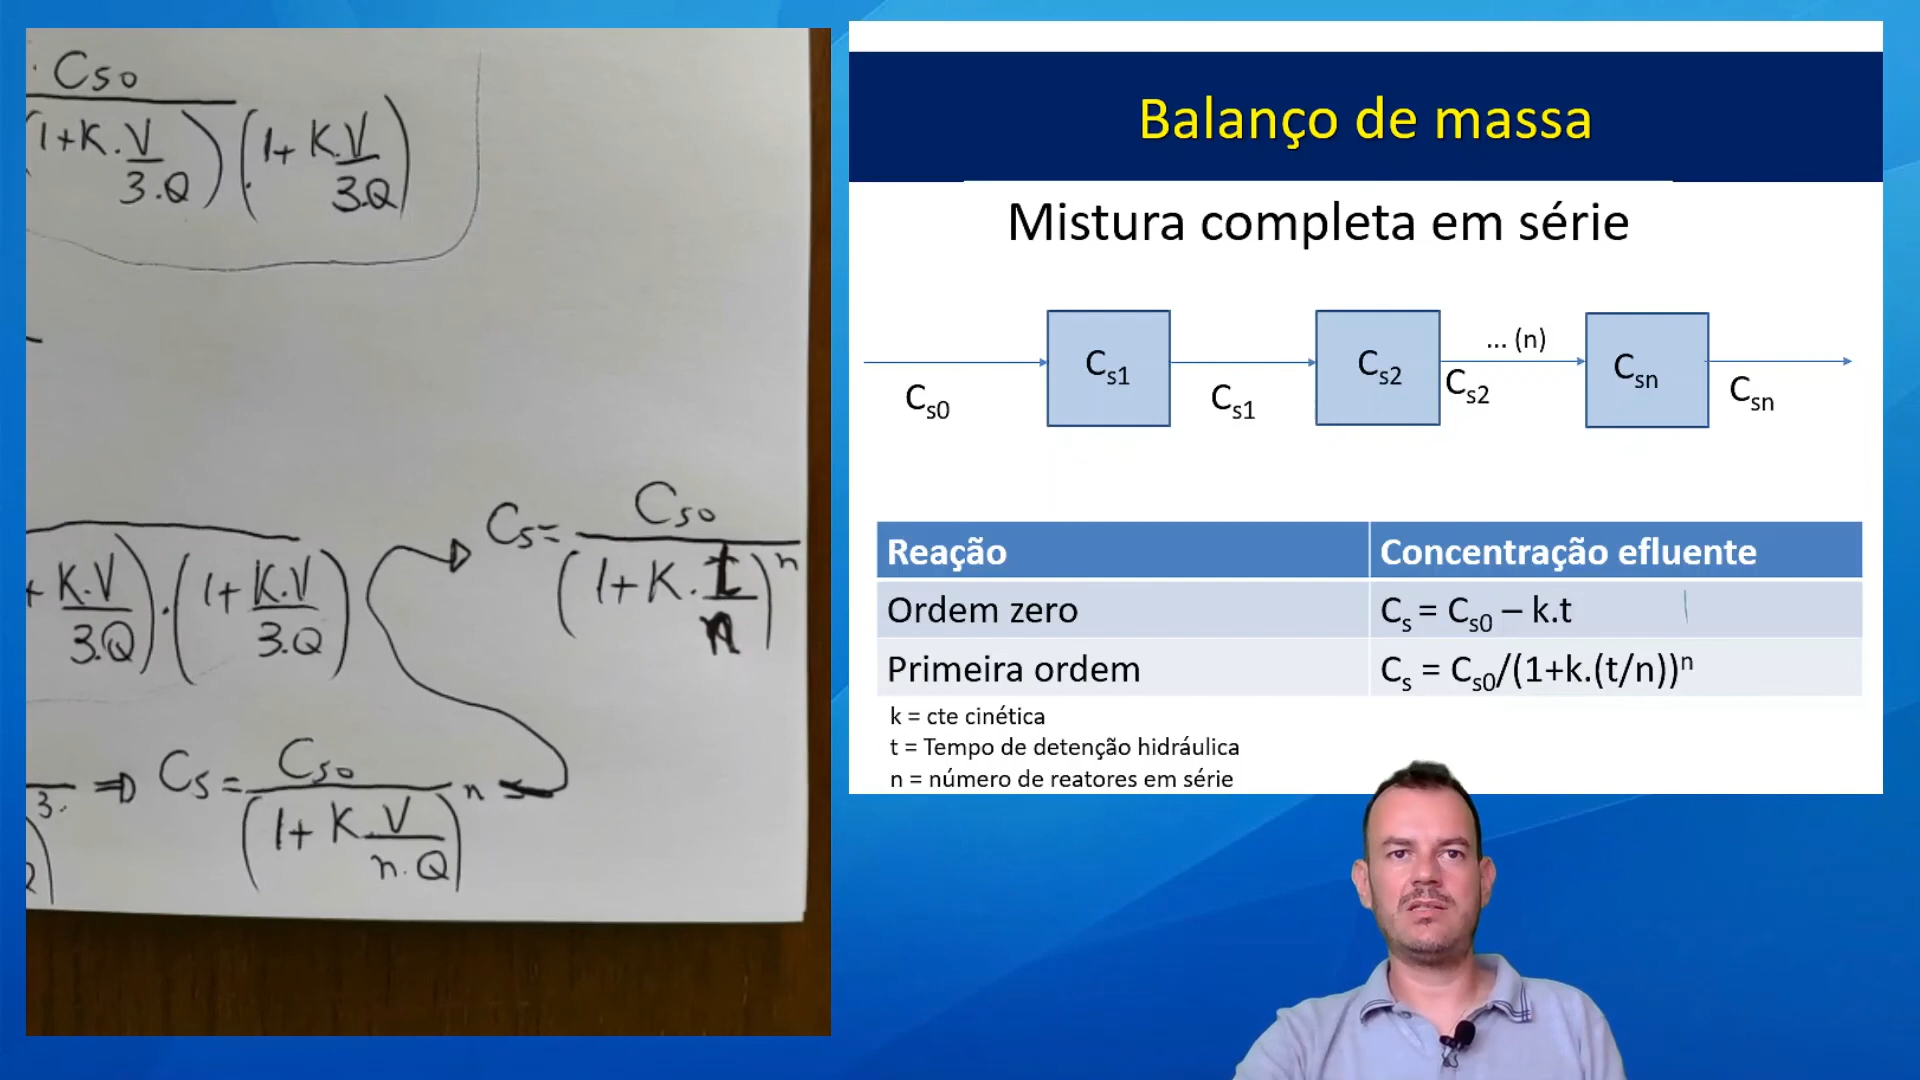 . Cso
(1+K.V/3.Q) (1+ K.V/3.Q)
Cs= Cso/(1+K.t/n)^n
+ K.V/3.Q).(1+ K.V/3.Q)
3. ⇒ Cs= Cso/(1+ K.V/n.Q)^n
Balanço de massa
Mistura completa em série
Cs0
Cs1
Cs1
Cs2
... (n)
Cs2
Csn
Csn
Reação Concentração efluente
Ordem zero Cs = Cs0 – k.t
Primeira ordem Cs = Cs0/(1+k.(t/n))ⁿ
k = cte cinética
t = Tempo de detenção hidráulica
n = número de reatores em série